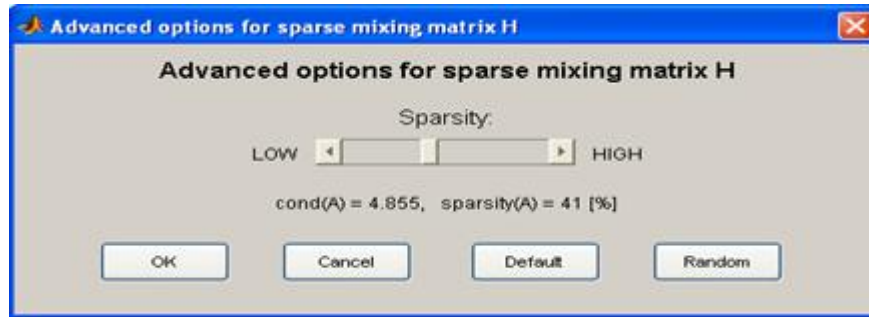 Advanced options for sparse mixing matrix H
Advanced options for sparse mixing matrix H
Sparsity:
LOW HIGH
cond(A) = 4.855, sparsity(A) = 41 [%]
OK Cancel Default Random